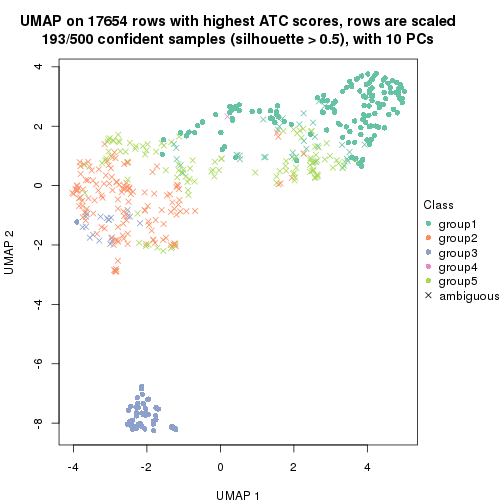 UMAP on 17654 rows with highest ATC scores, rows are scaled
193/500 confident samples (silhouette > 0.5), with 10 PCs
4
2
0
-2
-4
-6
-8
UMAP 2
-4
-2
0
2
4
UMAP 1
Class
group1
group2
group3
group4
group5
ambiguous